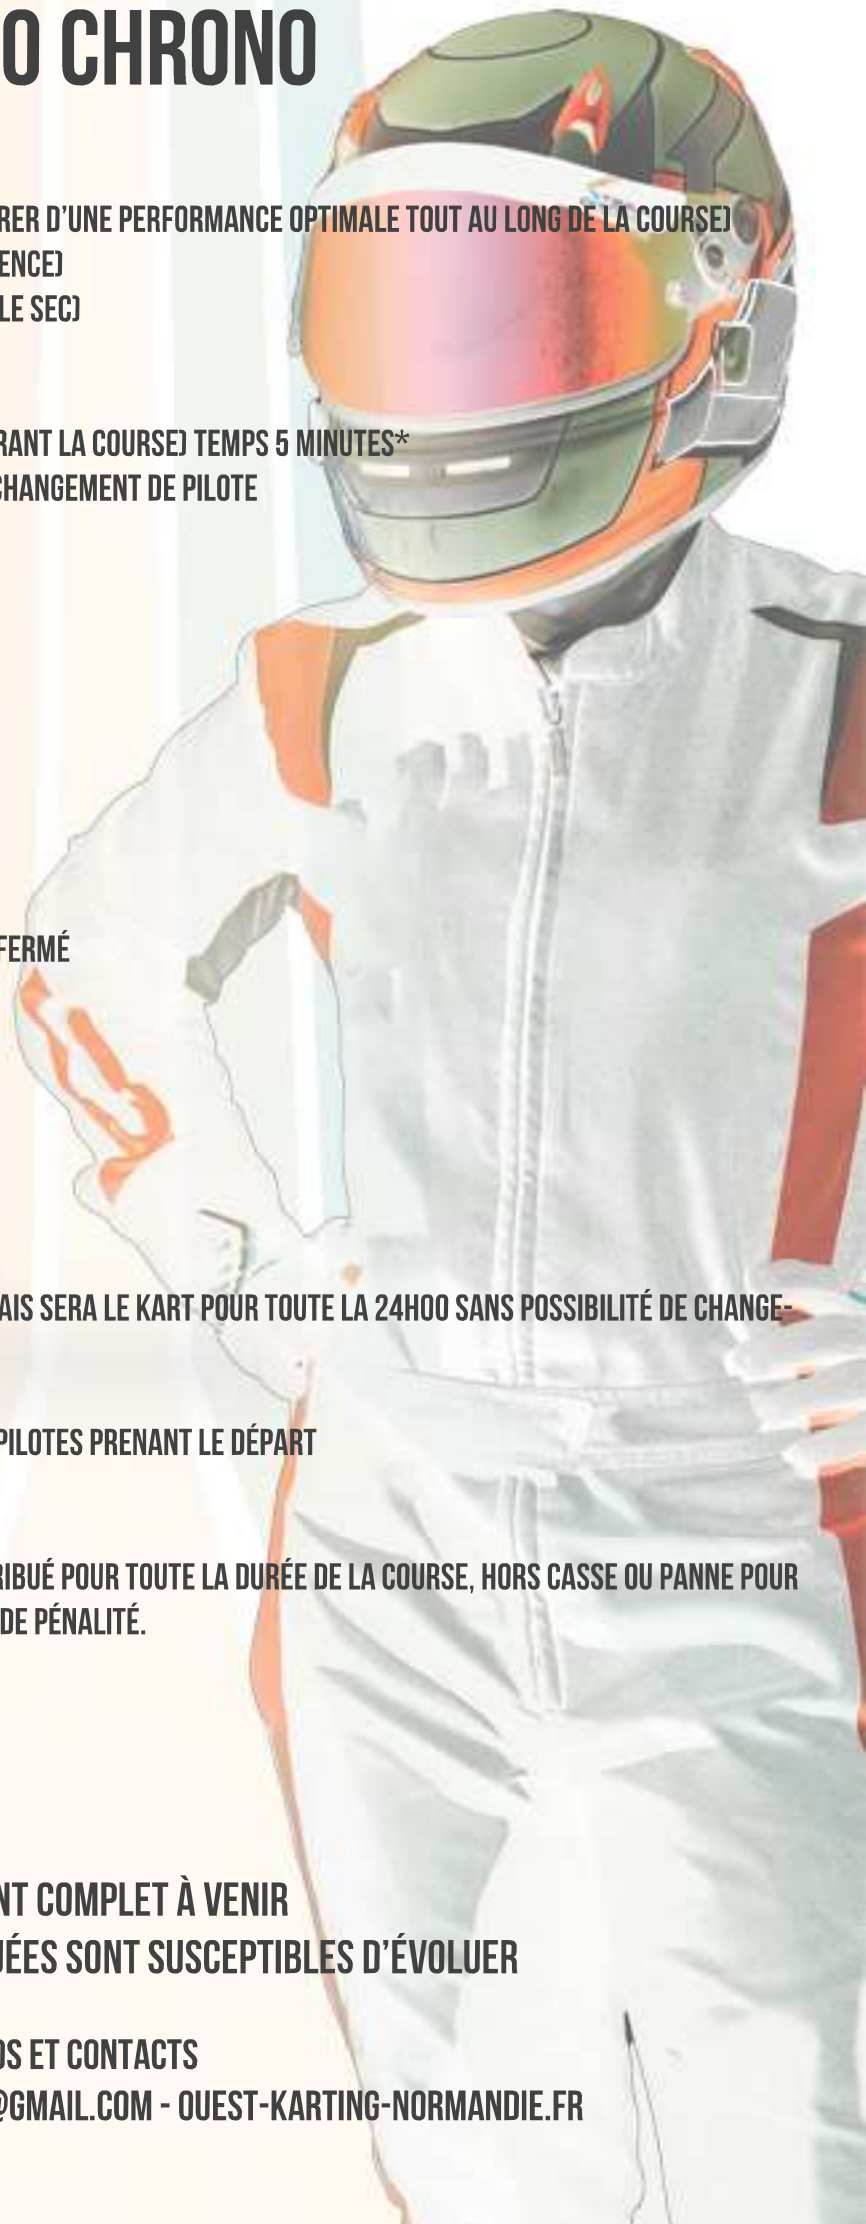 O CHRONO
RER D'UNE PERFORMANCE OPTIMALE TOUT AU LONG DE LA COURSE)
ENCE)
LE SEC)
RANT LA COURSE) TEMPS 5 MINUTES*
CHANGEMENT DE PILOTE
FERMÉ
AIS SERA LE KART POUR TOUTE LA 24H00 SANS POSSIBILITÉ DE CHANGE-
PILOTES PRENANT LE DÉPART
RIBUÉ POUR TOUTE LA DURÉE DE LA COURSE, HORS CASSE OU PANNE POUR
DE PÉNALITÉ.
NT COMPLET À VENIR
UÉES SONT SUSCEPTIBLES D'ÉVOLUER
OS ET CONTACTS
@GMAIL.COM - OUEST-KARTING-NORMANDIE.FR